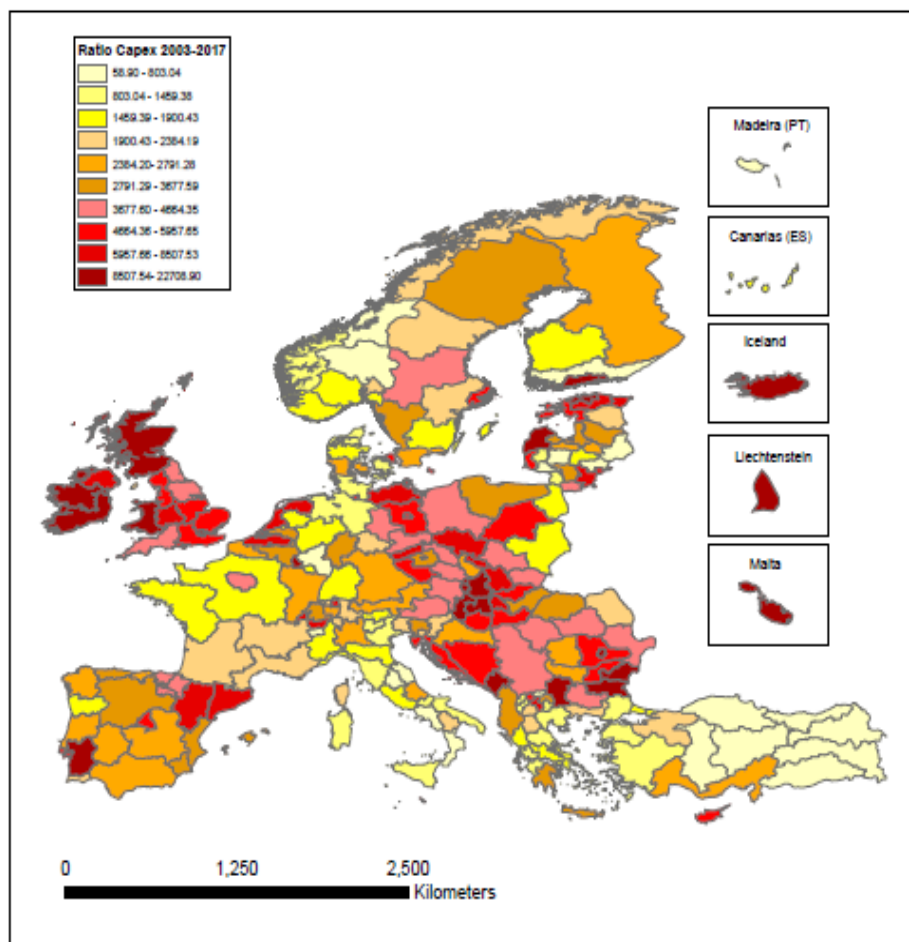 Ratio Capex 2003-2017
58.90 - 803.04
803.04 - 1459.38
1459.39 - 1900.43
1900.43 - 2384.19
2384.20- 2791.28
2791.29 - 3677.59
3677.60 - 4664.35
4664.36 - 5957.65
5957.66 - 8507.53
8507.54- 22708.90
Madeira (PT)
Canarias (ES)
Iceland
Liechtenstein
Malta
0 1,250 2,500
Kilometers